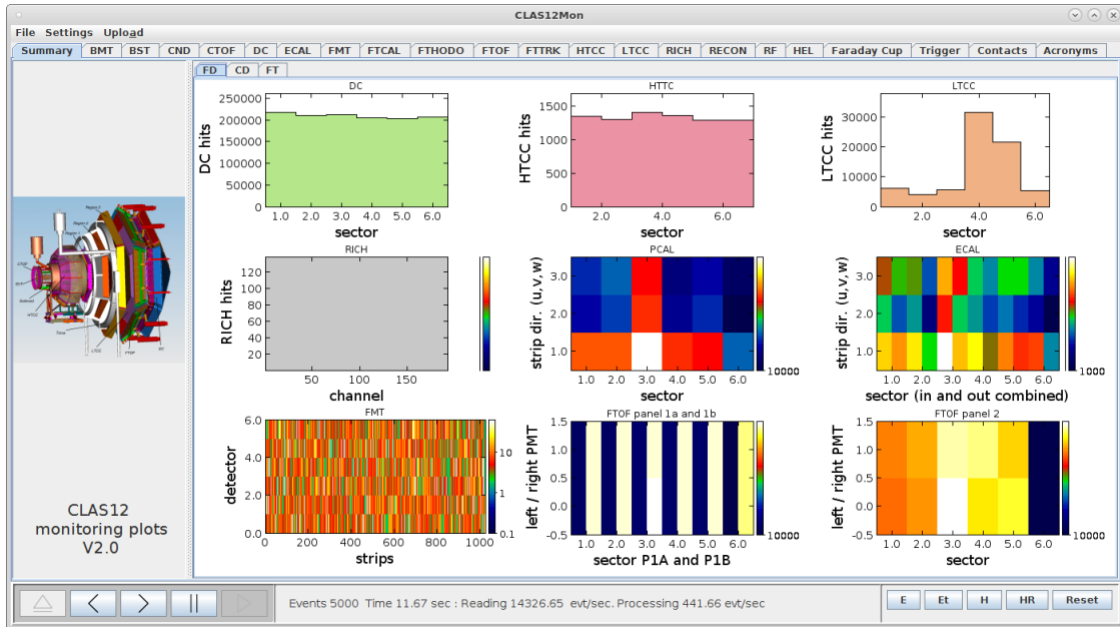 CLAS12Mon
File Settings Upload
Summary BMT BST CND CTOF DC ECAL FMT FTCAL FTHODO FTOF FTTRK HTCC LTCC RICH RECON RF HEL Faraday Cup Trigger Contacts Acronyms
FD CD FT
DC
250000
200000
150000
100000
50000
0
DC hits
1.0 2.0 3.0 4.0 5.0 6.0
sector
HTTC
1500
1000
500
0
HTCC hits
2.0 4.0 6.0
sector
LTCC
30000
20000
10000
0
LTCC hits
2.0 4.0 6.0
sector
RICH
120
100
80
60
40
20
RICH hits
50 100 150
channel
PCAL
3.0
2.0
1.0
strip dir. (u,v,w)
10000
1.0 2.0 3.0 4.0 5.0 6.0
sector
ECAL
3.0
2.0
1.0
strip dir. (u,v,w)
1000
1.0 2.0 3.0 4.0 5.0 6.0
sector (in and out combined)
FMT
6.0
4.0
2.0
0.0
detector
10
1
0.1
0 200 400 600 800 1000
strips
FTOF panel 1a and 1b
1.5
1.0
0.5
0.0
-0.5
left / right PMT
10000
1.0 2.0 3.0 4.0 5.0 6.0
sector P1A and P1B
FTOF panel 2
1.5
1.0
0.5
0.0
-0.5
left / right PMT
10000
1.0 2.0 3.0 4.0 5.0 6.0
sector
CLAS12
monitoring plots
V2.0
Events 5000 Time 11.67 sec : Reading 14326.65 evt/sec. Processing 441.66 evt/sec
E Et H HR Reset